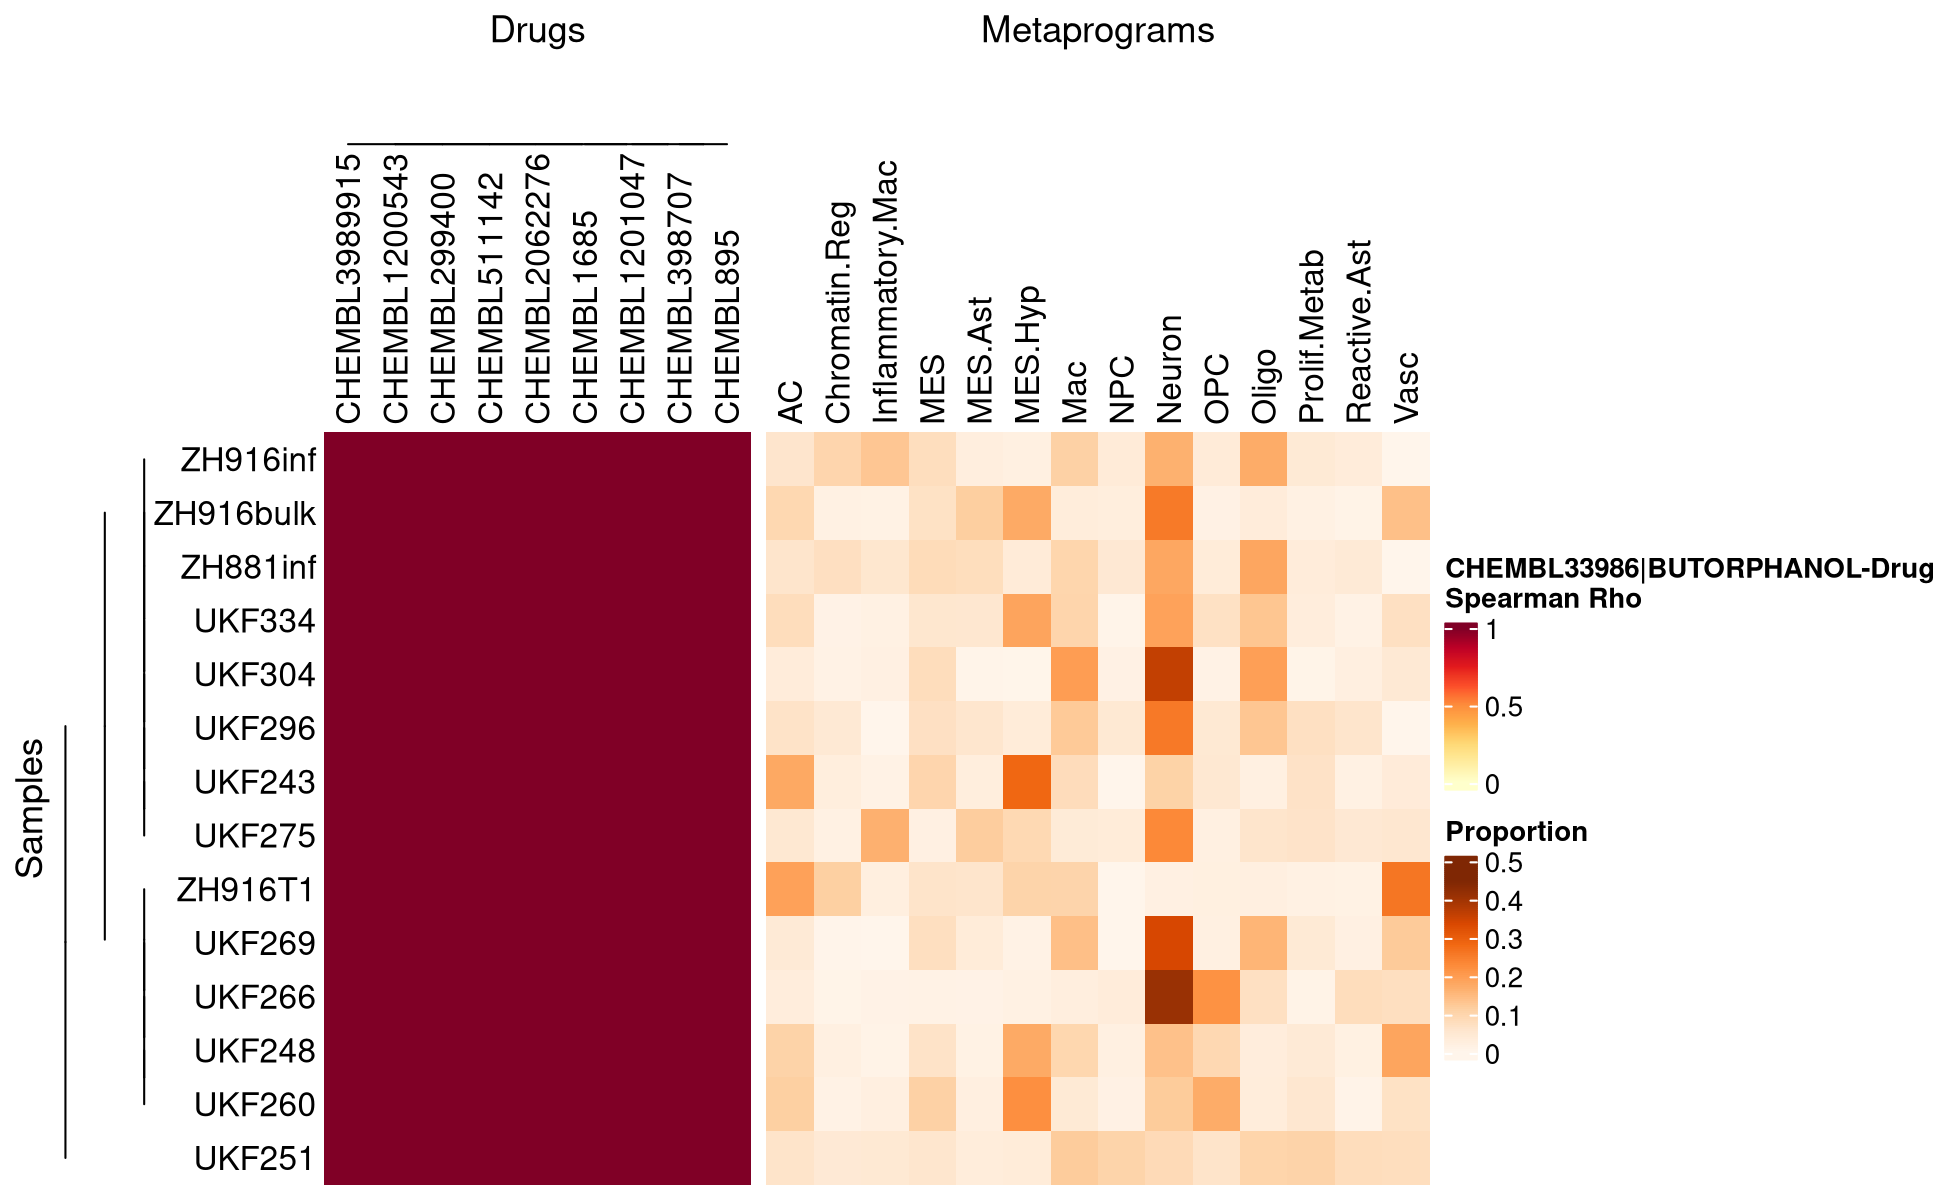 Drugs
Metaprograms
CHEMBL3989915
CHEMBL1200543
CHEMBL299400
CHEMBL511142
CHEMBL2062276
CHEMBL1685
CHEMBL1201047
CHEMBL398707
CHEMBL895
AC
Chromatin.Reg
Inflammatory.Mac
MES
MES.Ast
MES.Hyp
Mac
NPC
Neuron
OPC
Oligo
Prolif.Metab
Reactive.Ast
Vasc
Samples
ZH916inf
ZH916bulk
ZH881inf
UKF334
UKF304
UKF296
UKF243
UKF275
ZH916T1
UKF269
UKF266
UKF248
UKF260
UKF251
CHEMBL33986|BUTORPHANOL-Drug
Spearman Rho
1
0.5
0
Proportion
0.5
0.4
0.3
0.2
0.1
0